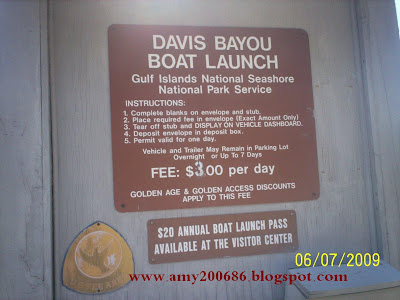 DAVIS BAYOU
BOAT LAUNCH
Gulf Islands National Seashore
National Park Service
INSTRUCTIONS:
1. Complete blanks on envelope and stub.
2. Place required fee in envelope (Exact Amount Only)
3. Tear off stub and DISPLAY ON VEHICLE DASHBOARD.
4. Deposit envelope in deposit box.
5. Permit valid for one day.
Vehicle and Trailer May Remain in Parking Lot
Overnight or Up To 7 Days
FEE: $3.00 per day
GOLDEN AGE & GOLDEN ACCESS DISCOUNTS
APPLY TO THIS FEE
$20 ANNUAL BOAT LAUNCH PASS
AVAILABLE AT THE VISITOR CENTER
06/07/2009
www.amy200686.blogspot.com